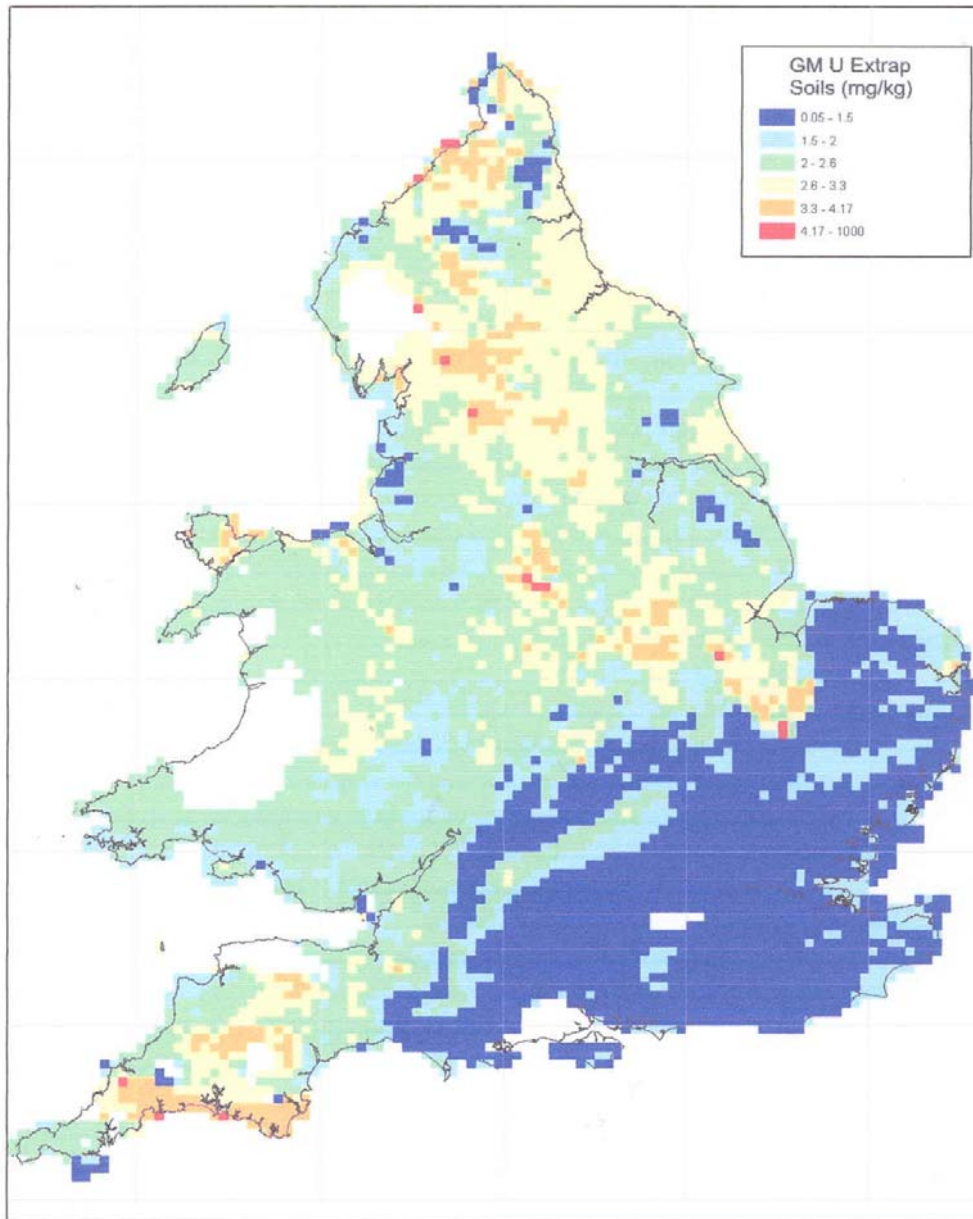 GM U Extrap
Soils (mg/kg)
0.05 - 1.5
1.5 - 2
2 - 2.6
2.6 - 3.3
3.3 - 4.17
4.17 - 1000